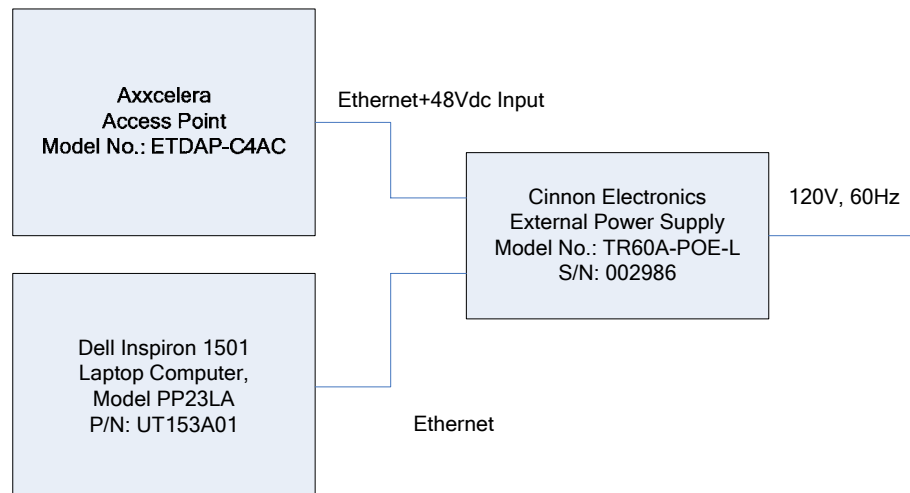 Axxcelera
Access Point
Model No.: ETDAP-C4AC
Ethernet+48Vdc Input
Cinnon Electronics
External Power Supply
Model No.: TR60A-POE-L
S/N: 002986
120V, 60Hz
Dell Inspiron 1501
Laptop Computer,
Model PP23LA
P/N: UT153A01
Ethernet